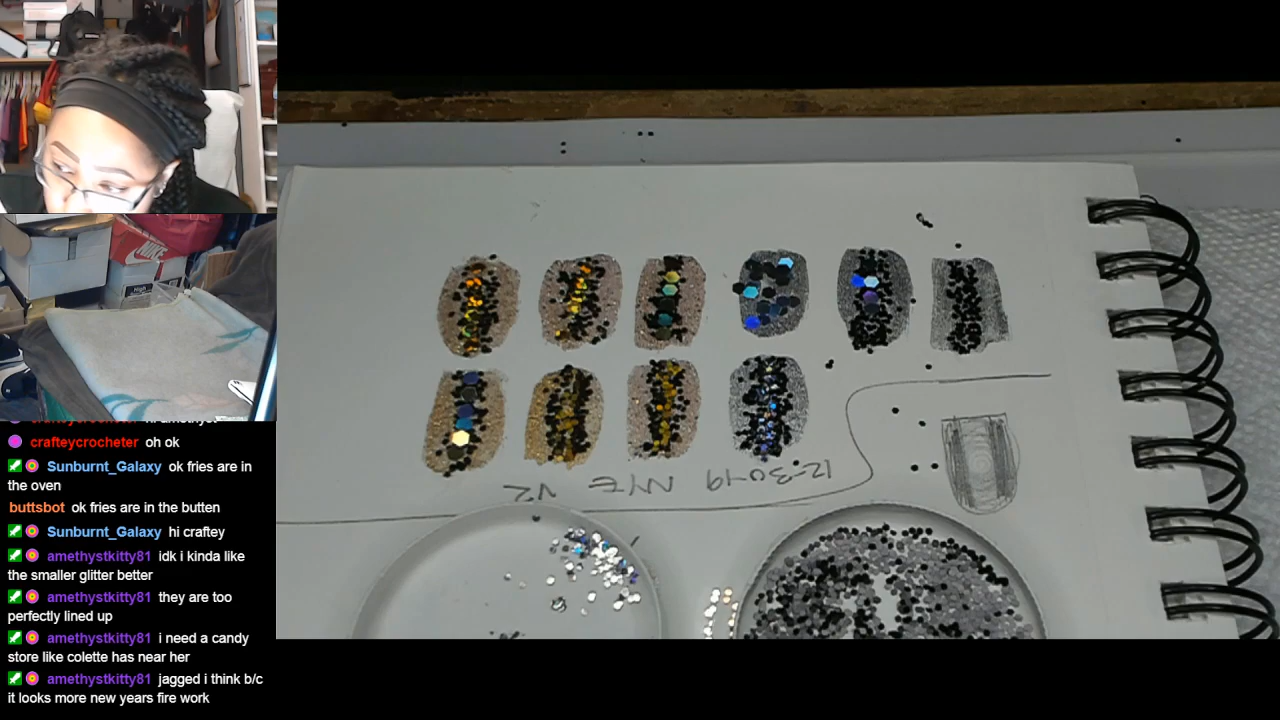 NIKE
crafteycrocheter oh ok
Sunburnt_Galaxy ok fries are in
the oven
buttsbot ok fries are in the butten
Sunburnt_Galaxy hi craftey
amethystkitty81 idk i kinda like
the smaller glitter better
amethystkitty81 they are too
perfectly lined up
amethystkitty81 i need a candy
store like colette has near her
amethystkitty81 jagged i think b/c
it looks more new years fire work
12-30-19 NYE V2